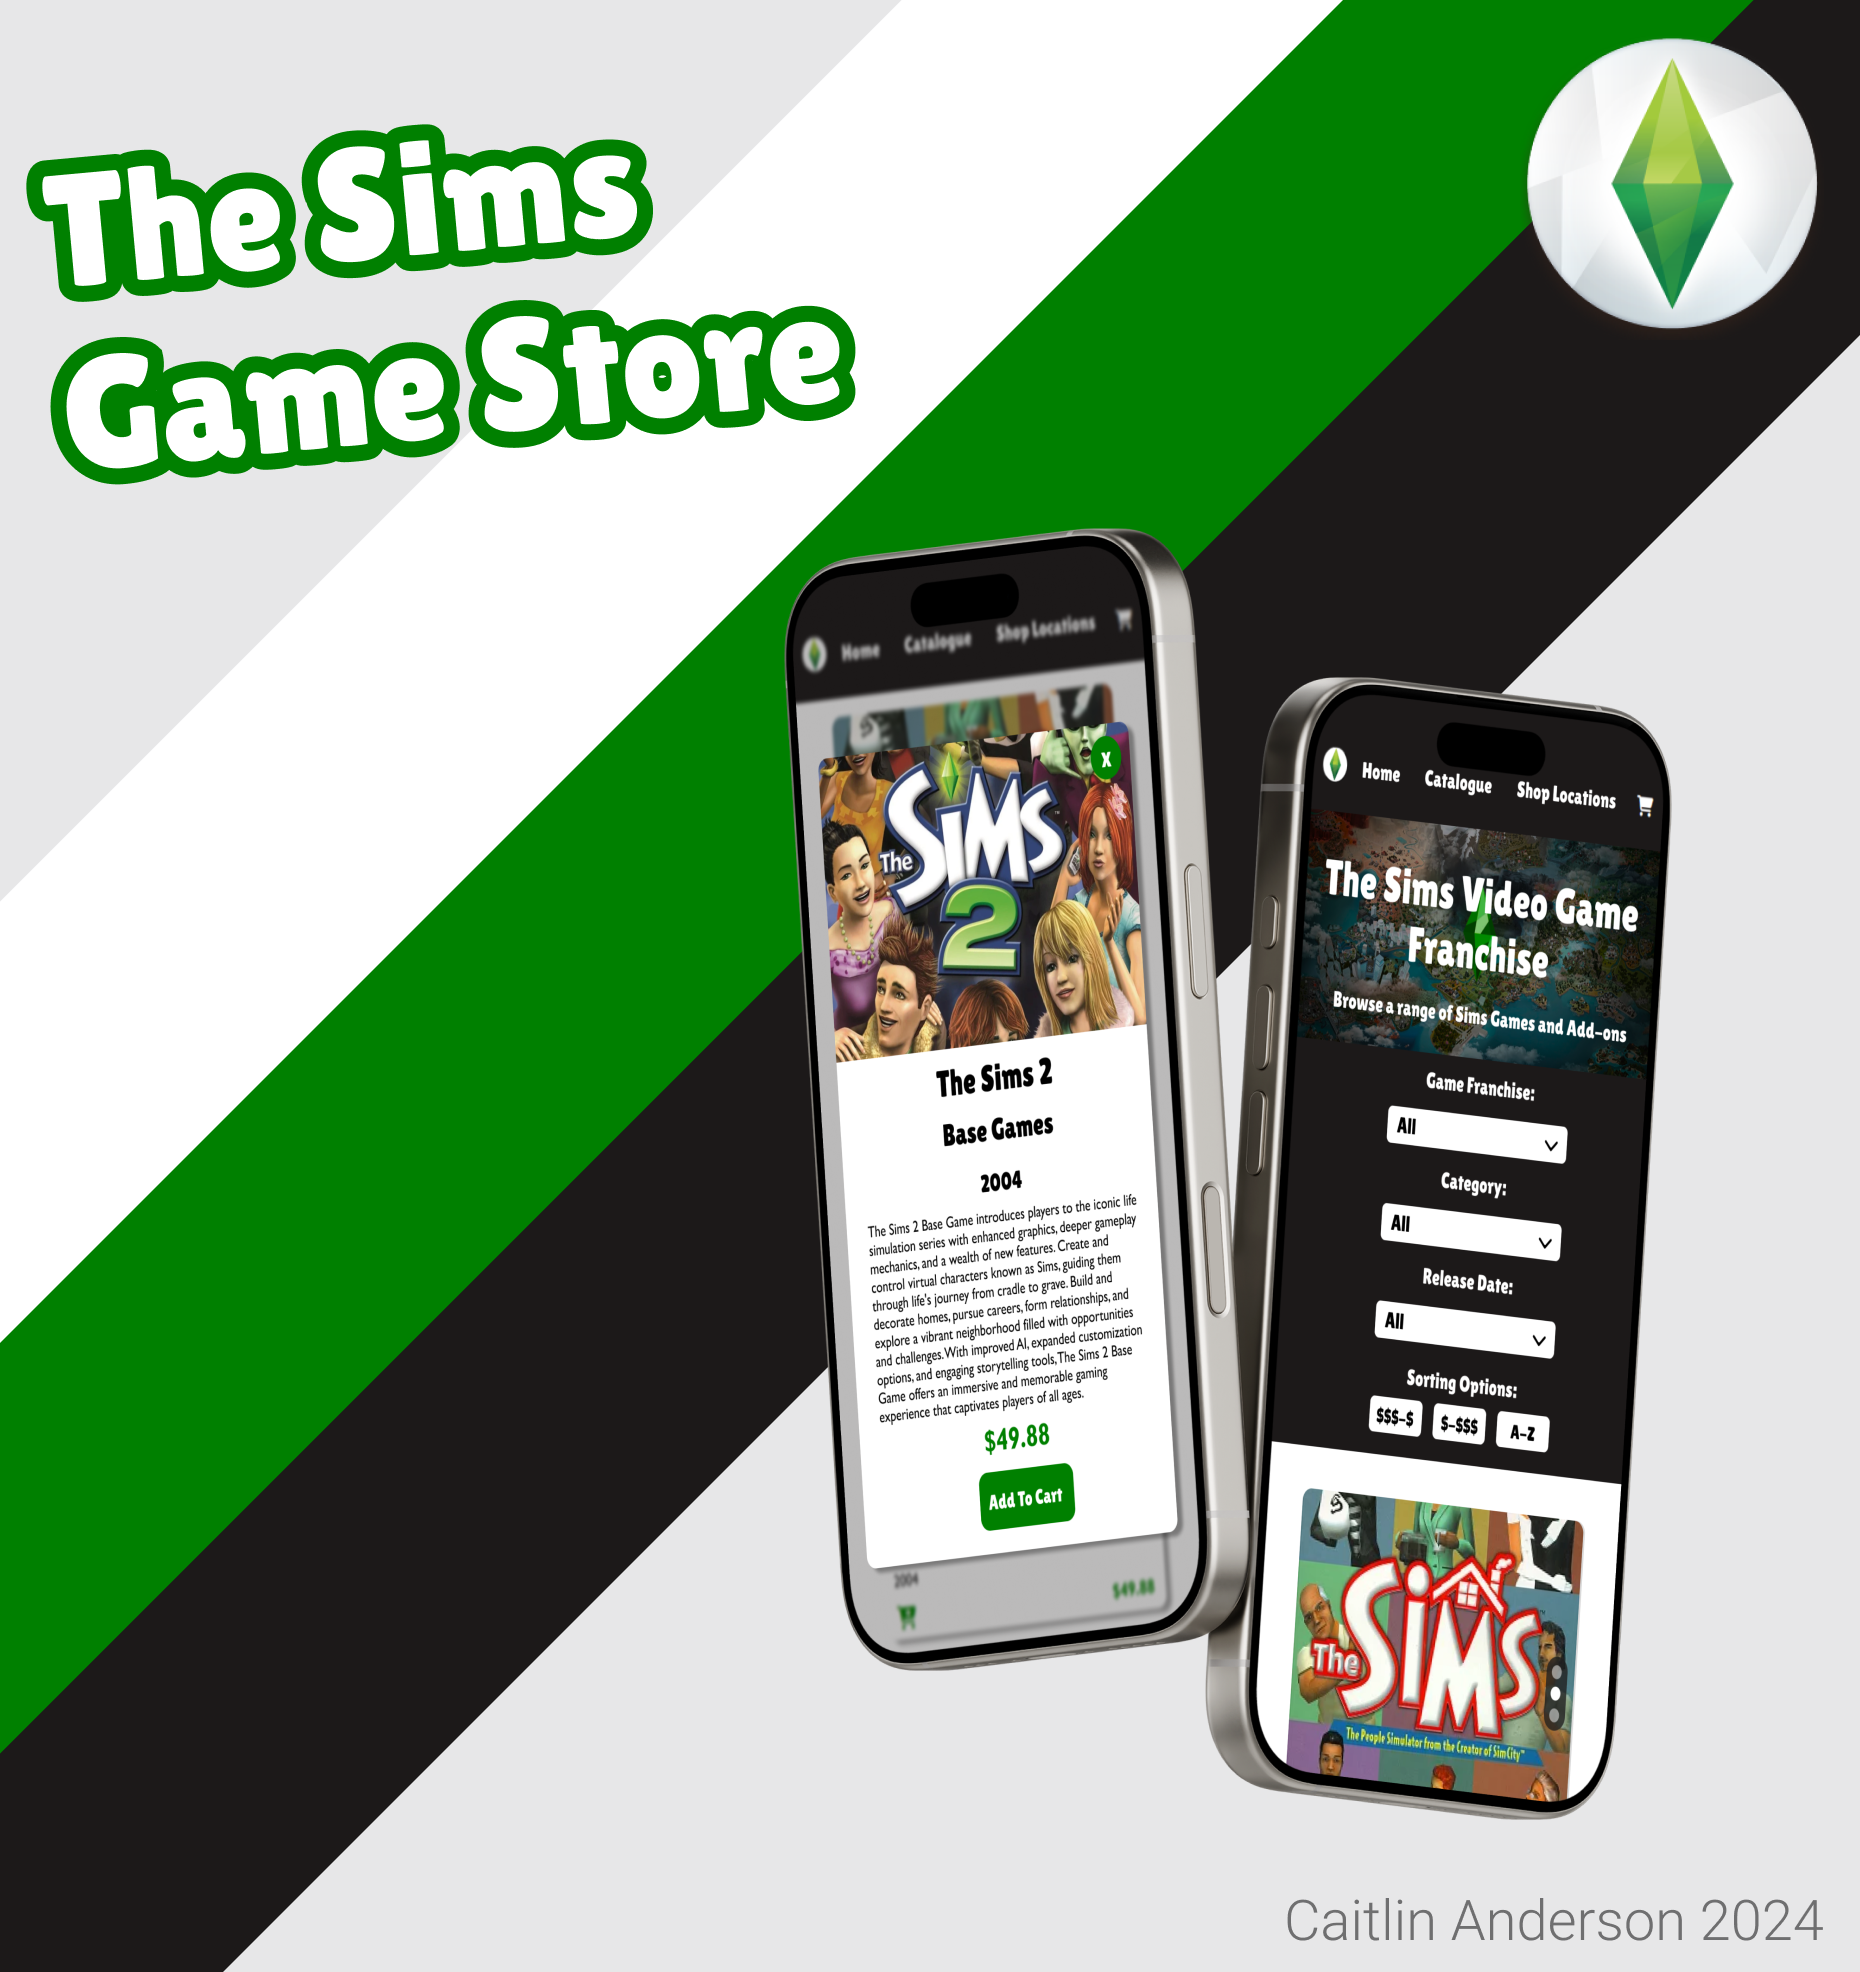 The Sims
Game Store
Home Catalogue Shop Locations
X
The SIMS
2
The Sims 2
Base Games
2004
The Sims 2 Base Game introduces players to the iconic life
simulation series with enhanced graphics, deeper gameplay
mechanics, and a wealth of new features. Create and
control virtual characters known as Sims, guiding them
through life's journey from cradle to grave. Build and
decorate homes, pursue careers, form relationships, and
explore a vibrant neighborhood filled with opportunities
and challenges. With improved AI, expanded customization
options, and engaging storytelling tools, The Sims 2 Base
Game offers an immersive and memorable gaming
experience that captivates players of all ages.
$49.88
Add To Cart
2004
$49.88
Home Catalogue Shop Locations
The Sims Video Game
Franchise
Browse a range of Sims Games and Add-ons
Game Franchise:
All
Category:
All
Release Date:
All
Sorting Options:
$$$-$ $-$$$ A-Z
The SIMS
The People Simulator from the Creator of SimCity™
Caitlin Anderson 2024